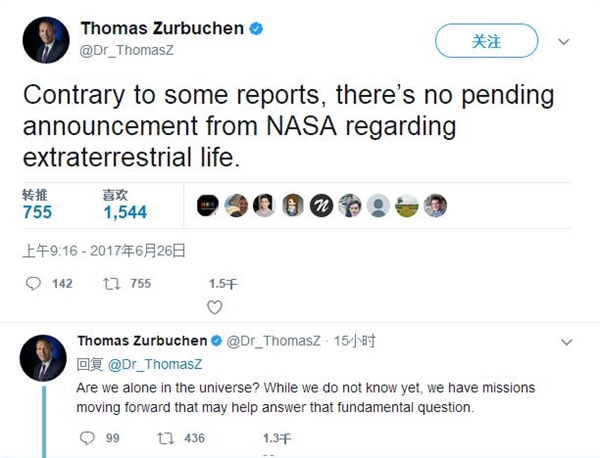 Thomas Zurbuchen
@Dr_ThomasZ
关注
Contrary to some reports, there’s no pending
announcement from NASA regarding
extraterrestrial life.
转推 喜欢
755 1,544
上午9:16 - 2017年6月26日
142 755 1.5千
Thomas Zurbuchen @Dr_ThomasZ · 15小时
回复 @Dr_ThomasZ
Are we alone in the universe? While we do not know yet, we have missions
moving forward that may help answer that fundamental question.
99 436 1.3千